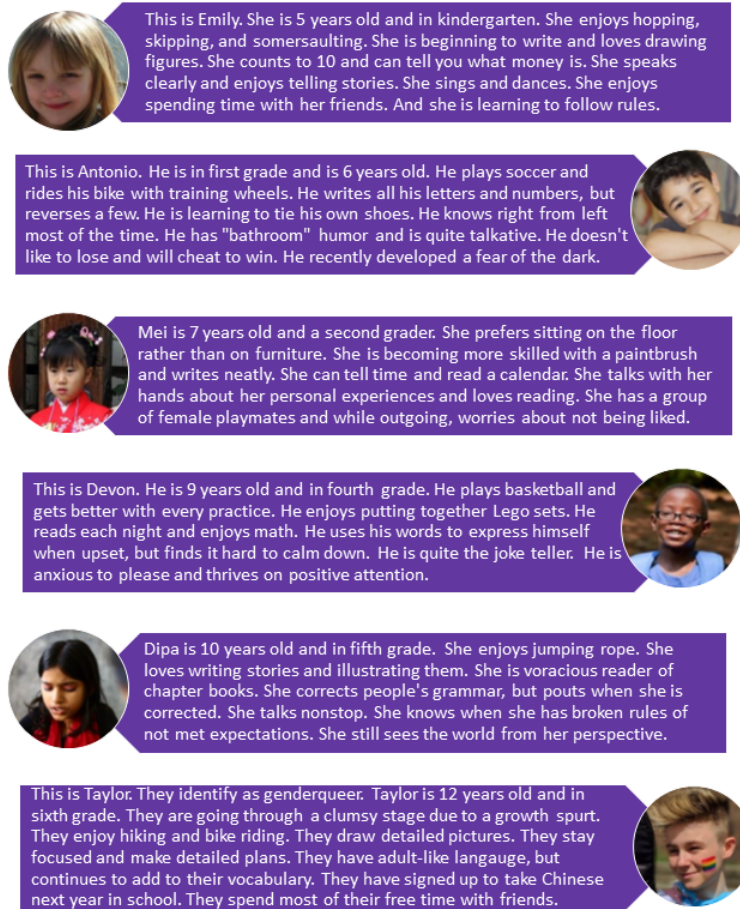 This is Emily. She is 5 years old and in kindergarten. She enjoys hopping,
skipping, and somersaulting. She is beginning to write and loves drawing
figures. She counts to 10 and can tell you what money is. She speaks
clearly and enjoys telling stories. She sings and dances. She enjoys
spending time with her friends. And she is learning to follow rules.
This is Antonio. He is in first grade and is 6 years old. He plays soccer and
rides his bike with training wheels. He writes all his letters and numbers, but
reverses a few. He is learning to tie his own shoes. He knows right from left
most of the time. He has "bathroom" humor and is quite talkative. He doesn't
like to lose and will cheat to win. He recently developed a fear of the dark.
Mei is 7 years old and a second grader. She prefers sitting on the floor
rather than on furniture. She is becoming more skilled with a paintbrush
and writes neatly. She can tell time and read a calendar. She talks with her
hands about her personal experiences and loves reading. She has a group
of female playmates and while outgoing, worries about not being liked.
This is Devon. He is 9 years old and in fourth grade. He plays basketball and
gets better with every practice. He enjoys putting together Lego sets. He
reads each night and enjoys math. He uses his words to express himself
when upset, but finds it hard to calm down. He is quite the joke teller. He is
anxious to please and thrives on positive attention.
Dipa is 10 years old and in fifth grade. She enjoys jumping rope. She
loves writing stories and illustrating them. She is voracious reader of
chapter books. She corrects people's grammar, but pouts when she is
corrected. She talks nonstop. She knows when she has broken rules of
not met expectations. She still sees the world from her perspective.
This is Taylor. They identify as genderqueer. Taylor is 12 years old and in
sixth grade. They are going through a clumsy stage due to a growth spurt.
They enjoy hiking and bike riding. They draw detailed pictures. They stay
focused and make detailed plans. They have adult-like langauge, but
continues to add to their vocabulary. They have signed up to take Chinese
next year in school. They spend most of their free time with friends.